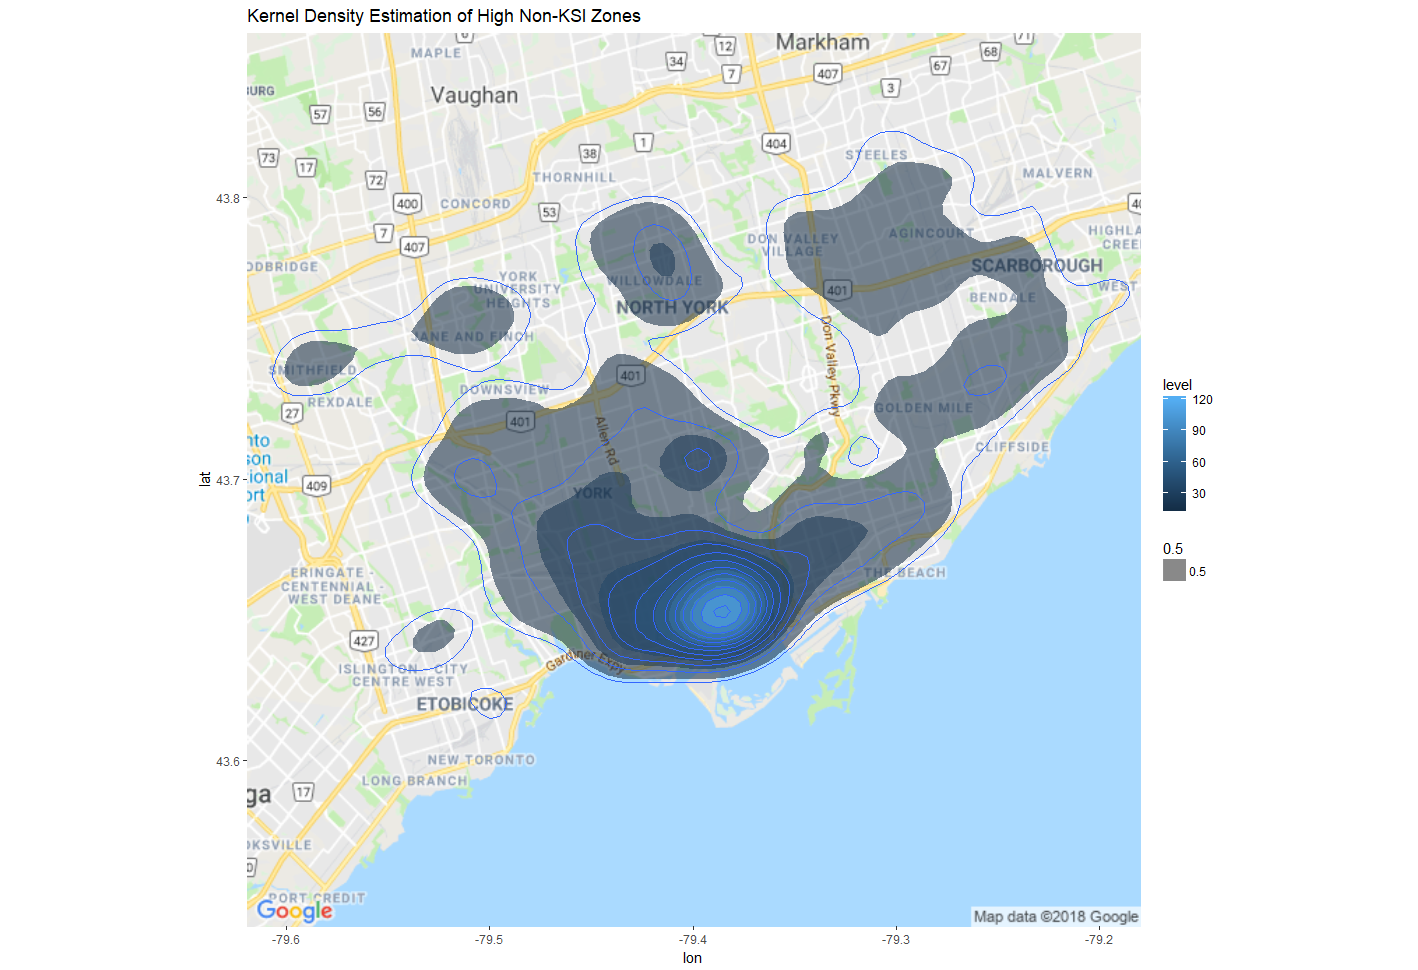 Kernel Density Estimation of High Non-KSI Zones
Markham
MAPLE
6
12
71
68
34
7
407
67
3
BURG
Vaughan
57
56
1
404
73
17
38
STEELES
72
THORNHILL
MALVERN
43.8
400
CONCORD
53
40
7
407
DON VALLEY
VILLAGE
AGINCOURT
HIGHLA
CREE
ODBRIDGE
YORK
UNIVERSITY
HEIGHTS
WILLOWDALE
SCARBOROUGH
401
BENDALE
WEST
NORTH YORK
JANE AND FINCH
Don Valley Pkwy
SMITHFIELD
401
DOWNSVIEW
REXDALE
27
401
Allen Rd
GOLDEN MILE
nto
son
ional
ort
CLIFFSIDE
lat
43.7
409
YORK
THE BEACH
ERINGATE -
CENTENNIAL -
WEST DEANE
427
Gardiner Expy
ISLINGTON - CITY
CENTRE WEST
ETOBICOKE
43.6
NEW TORONTO
LONG BRANCH
ga
17
OKSVILLE
0
PORT CREDIT
Google
Map data ©2018 Google
-79.6
-79.5
-79.4
-79.3
-79.2
lon
level
120
90
60
30
0.5
0.5